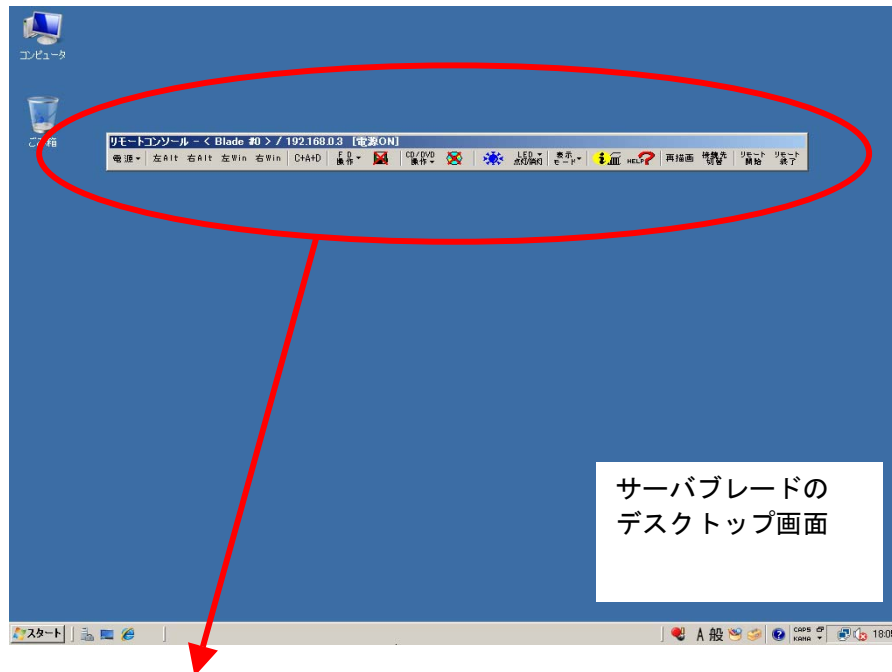 コンピュータ
ごみ箱
リモートコンソール - < Blade #0 > / 192.168.0.3 [電源ON]
電源 左Alt 右Alt 左Win 右Win C+A+D FD操作 CD/DVD操作 LED点灯/消灯 表示モード HELP 再描画 接続先切替 リモート開始 リモート終了
サーバブレードの
デスクトップ画面
スタート A 般 CAPS KANA 18:05